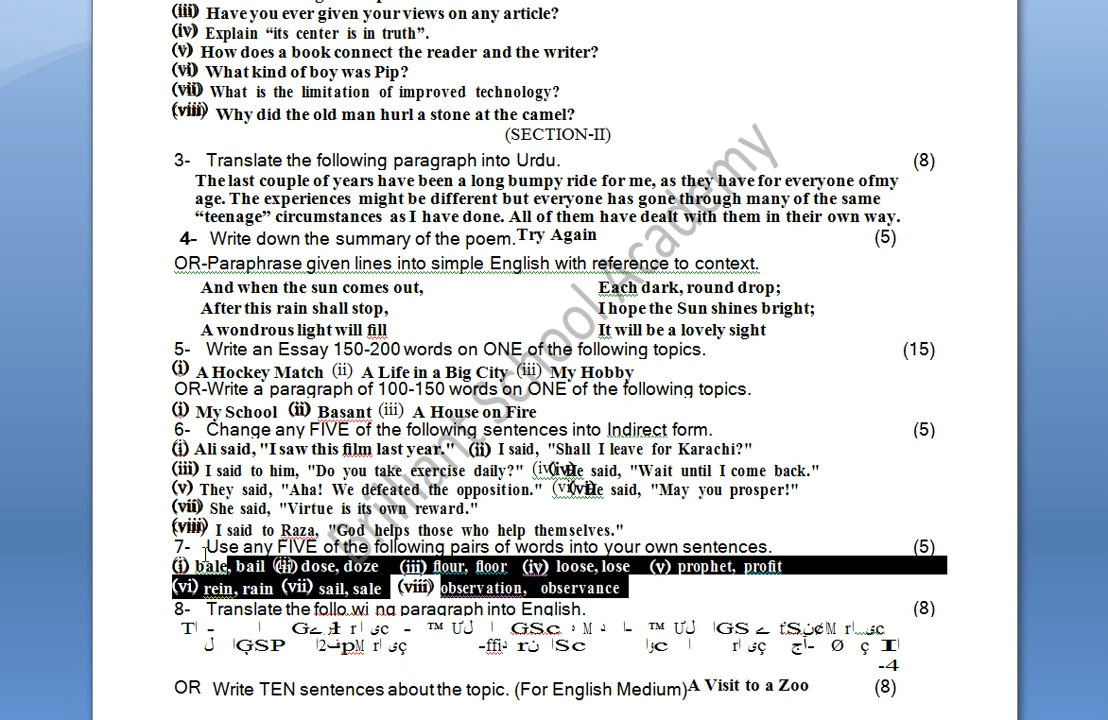 (iii) Have you ever given your views on any article?
(iv) Explain “its center is in truth”.
(v) How does a book connect the reader and the writer?
(vi) What kind of boy was Pip?
(vii) What is the limitation of improved technology?
(viii) Why did the old man hurl a stone at the camel?
(SECTION-II)
3- Translate the following paragraph into Urdu. (8)
The last couple of years have been a long bumpy ride for me, as they have for everyone ofmy
age. The experiences might be different but everyone has gone through many of the same
“teenage” circumstances as I have done. All of them have dealt with them in their own way.
4- Write down the summary of the poem. Try Again (5)
OR-Paraphrase given lines into simple English with reference to context.
And when the sun comes out, Each dark, round drop;
After this rain shall stop, I hope the Sun shines bright;
A wondrous light will fill It will be a lovely sight
5- Write an Essay 150-200 words on ONE of the following topics. (15)
(i) A Hockey Match (ii) A Life in a Big City (iii) My Hobby
OR-Write a paragraph of 100-150 words on ONE of the following topics.
(i) My School (ii) Basant (iii) A House on Fire
6- Change any FIVE of the following sentences into Indirect form. (5)
(i) Ali said, "I saw this film last year." (ii) I said, "Shall I leave for Karachi?"
(iii) I said to him, "Do you take exercise daily?" (iv) He said, "Wait until I come back."
(v) They said, "Aha! We defeated the opposition." (vi) He said, "May you prosper!"
(vii) She said, "Virtue is its own reward."
(viii) I said to Raza, "God helps those who help themselves."
7- Use any FIVE of the following pairs of words into your own sentences. (5)
(i) bale, bail (ii) dose, doze (iii) flour, floor (iv) loose, lose (v) prophet, profit
(vi) rein, rain (vii) sail, sale (viii) observation, observance
8- Translate the follo wi ng paragraph into English. (8)
-4
OR Write TEN sentences about the topic. (For English Medium) A Visit to a Zoo (8)
Brilliant School Academy